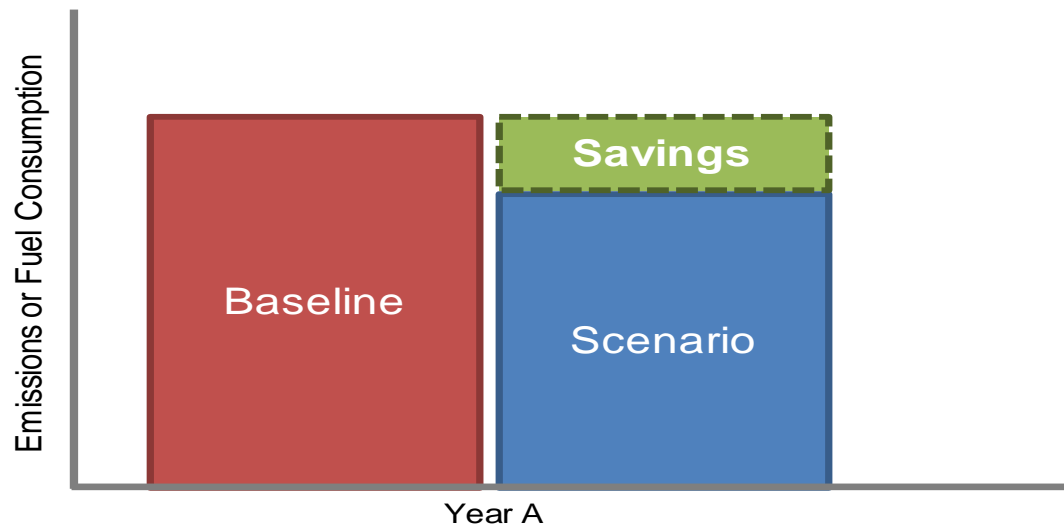 Emissions or Fuel Consumption
Baseline
Savings
Scenario
Year A